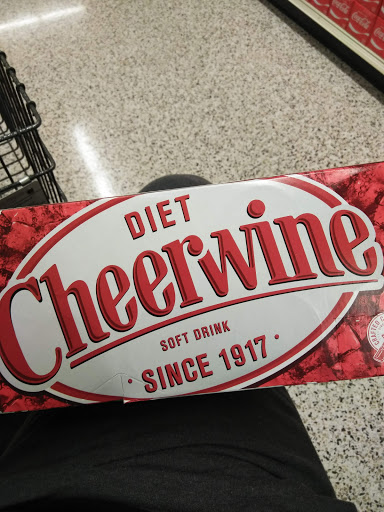 DIET
Cheerwine
SOFT DRINK
· SINCE 1917 ·